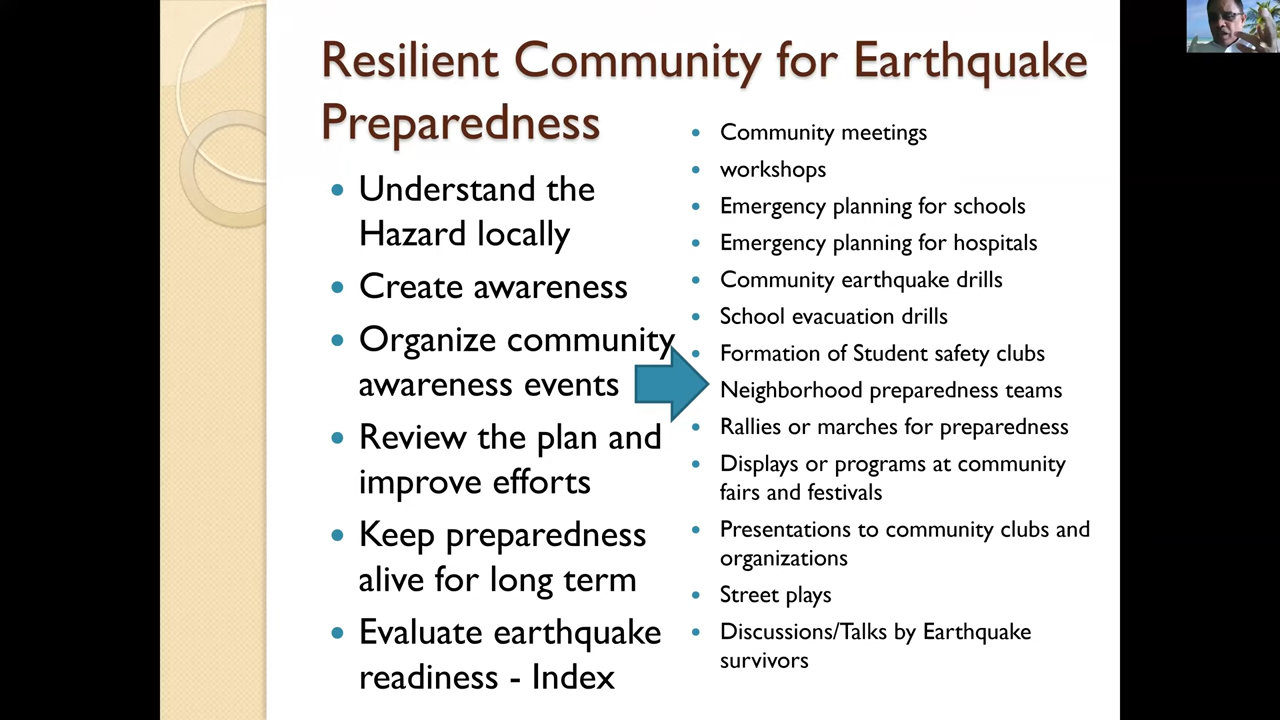 Resilient Community for Earthquake
Preparedness
Understand the
Hazard locally
Create awareness
Organize community
awareness events
Review the plan and
improve efforts
Keep preparedness
alive for long term
Evaluate earthquake
readiness - Index
Community meetings
workshops
Emergency planning for schools
Emergency planning for hospitals
Community earthquake drills
School evacuation drills
Formation of Student safety clubs
Neighborhood preparedness teams
Rallies or marches for preparedness
Displays or programs at community
fairs and festivals
Presentations to community clubs and
organizations
Street plays
Discussions/Talks by Earthquake
survivors